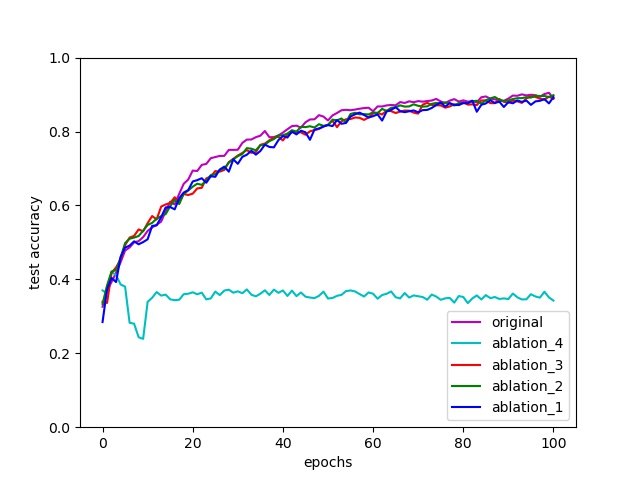 1.0
0.8
0.6
0.4
0.2
0.0
test accuracy
original
ablation_4
ablation_3
ablation_2
ablation_1
0 20 40 60 80 100
epochs